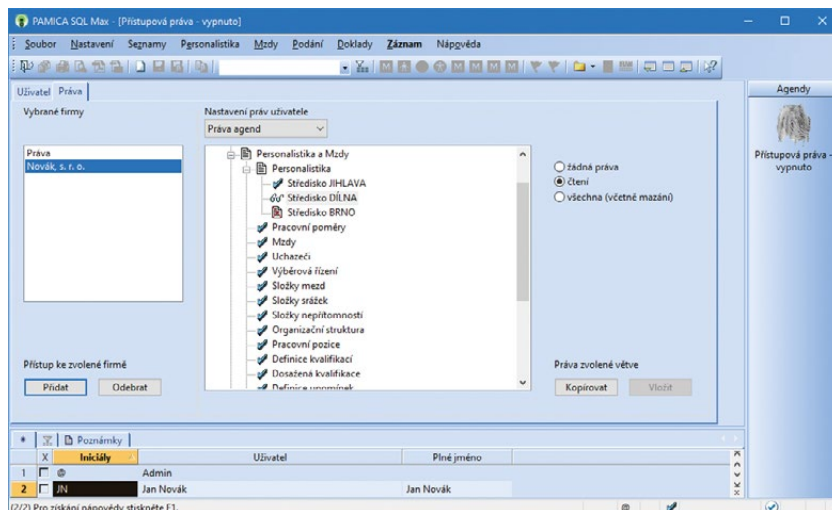 PAMICA SQL Max - [Přístupová práva - vypnuto]
Soubor Nastavení Seznamy Personalistika Mzdy Podání Doklady Záznam Nápověda
Uživatel Práva
Agendy
Přístupová práva - vypnuto
Vybrané firmy
Práva
Novák, s. r. o.
Přístup ke zvolené firmě
Přidat Odebrat
Nastavení práv uživatele
Práva agend
Personalistika a Mzdy
Personalistika
Středisko JIHLAVA
Středisko DÍLNA
Středisko BRNO
Pracovní poměry
Mzdy
Uchazeči
Výběrová řízení
Složky mezd
Složky srážek
Složky nepřítomností
Organizační struktura
Pracovní pozice
Definice kvalifikací
Dosažená kvalifikace
Definice upomínek
žádná práva
čtení
všechna (včetně mazání)
Práva zvolené větve
Kopírovat Vložit
* Poznámky
X Iniciály Uživatel Plné jméno
1 @ Admin
2 JN Jan Novák Jan Novák
(2/2) Pro získání nápovědy stiskněte F1. @